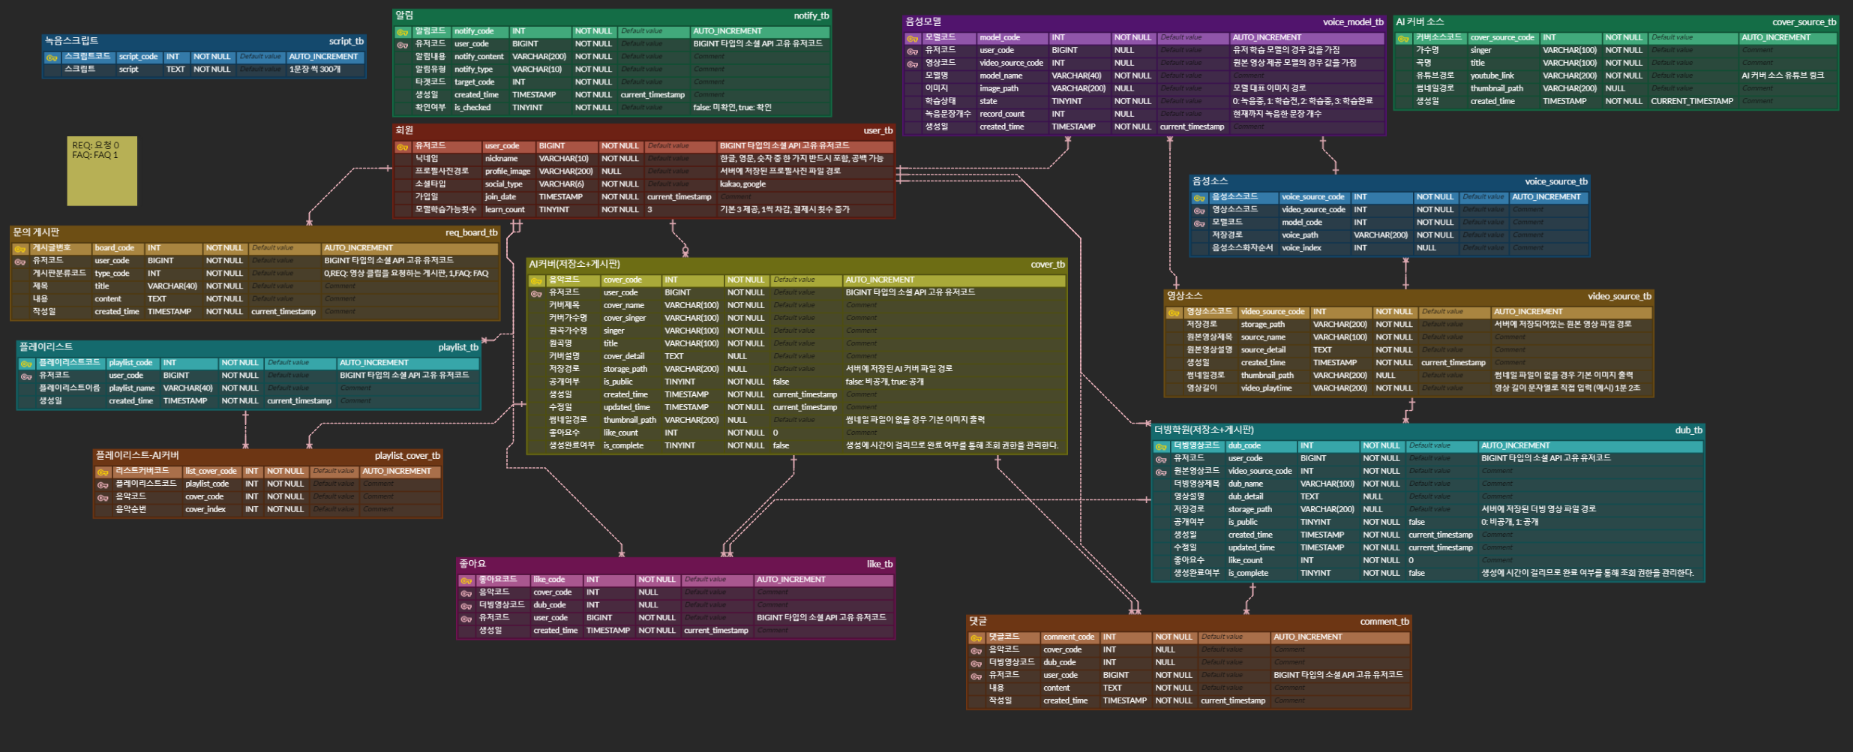 녹음스크립트 script_tb
스크립트코드 script_code INT NOT NULL Default value AUTO_INCREMENT
스크립트 script TEXT NOT NULL Default value 1문장 씩 300개
알림 notify_tb
알림코드 notify_code INT NOT NULL Default value AUTO_INCREMENT
유저코드 user_code BIGINT NOT NULL Default value BIGINT 타입의 소셜 API 고유 유저코드
알림내용 notify_content VARCHAR(200) NOT NULL Default value Comment
알림유형 notify_type VARCHAR(10) NOT NULL Default value Comment
타겟코드 target_code INT NOT NULL Default value Comment
생성일 created_time TIMESTAMP NOT NULL current_timestamp Comment
확인여부 is_checked TINYINT NOT NULL Default value false: 미확인, true: 확인
음성모델 voice_model_tb
모델코드 model_code INT NOT NULL Default value AUTO_INCREMENT
유저코드 user_code BIGINT NULL Default value 유저 학습 모델의 경우 값을 가짐
영상코드 video_source_code INT NULL Default value 원본 영상 제공 모델의 경우 값을 가짐
모델명 model_name VARCHAR(40) NOT NULL Default value Comment
이미지 image_path VARCHAR(200) NULL Default value 모델 대표 이미지 경로
학습상태 state TINYINT NOT NULL Default value 0: 녹음중, 1: 학습전, 2: 학습중, 3: 학습완료
녹음문장개수 record_count INT NULL Default value 현재까지 녹음한 문장 개수
생성일 created_time TIMESTAMP NOT NULL current_timestamp Comment
AI 커버 소스 cover_source_tb
커버소스코드 cover_source_code INT NOT NULL Default value AUTO_INCREMENT
가수명 singer VARCHAR(100) NOT NULL Default value Comment
곡명 title VARCHAR(100) NOT NULL Default value Comment
유튜브경로 youtube_link VARCHAR(200) NOT NULL Default value AI 커버 소스 유튜브 링크
썸네일경로 thumbnail_path VARCHAR(200) NULL Default value Comment
생성일 created_time TIMESTAMP NOT NULL CURRENT_TIMESTAMP Comment
REQ: 요청 0
FAQ: FAQ 1
회원 user_tb
유저코드 user_code BIGINT NOT NULL Default value BIGINT 타입의 소셜 API 고유 유저코드
닉네임 nickname VARCHAR(10) NOT NULL Default value 한글, 영문, 숫자 중 한 가지 반드시 포함, 공백 가능
프로필사진경로 profile_image VARCHAR(200) NULL Default value 서버에 저장된 프로필사진 파일 경로
소셜타입 social_type VARCHAR(6) NOT NULL Default value kakao, google
가입일 join_date TIMESTAMP NOT NULL current_timestamp Comment
모델학습가능횟수 learn_count TINYINT NOT NULL 3 기본 3 제공, 1씩 차감, 결제시 횟수 증가
음성소스 voice_source_tb
음성소스코드 voice_source_code INT NOT NULL Default value AUTO_INCREMENT
영상소스코드 video_source_code INT NOT NULL Default value Comment
모델코드 model_code INT NOT NULL Default value Comment
저장경로 voice_path VARCHAR(200) NOT NULL Default value Comment
음성소스화자순서 voice_index INT NULL Default value Comment
문의 게시판 req_board_tb
게시글번호 board_code INT NOT NULL Default value AUTO_INCREMENT
유저코드 user_code BIGINT NOT NULL Default value BIGINT 타입의 소셜 API 고유 유저코드
게시판분류코드 type_code INT NOT NULL Default value 0,REQ: 영상 클립을 요청하는 게시판, 1,FAQ: FAQ
제목 title VARCHAR(40) NOT NULL Default value Comment
내용 content TEXT NOT NULL Default value Comment
작성일 created_time TIMESTAMP NOT NULL current_timestamp Comment
AI커버(저장소+게시판) cover_tb
음악코드 cover_code INT NOT NULL Default value AUTO_INCREMENT
유저코드 user_code BIGINT NOT NULL Default value BIGINT 타입의 소셜 API 고유 유저코드
커버제목 cover_name VARCHAR(100) NOT NULL Default value Comment
커버가수명 cover_singer VARCHAR(100) NOT NULL Default value Comment
원곡가수명 singer VARCHAR(100) NOT NULL Default value Comment
원곡명 title VARCHAR(100) NOT NULL Default value Comment
커버설명 cover_detail TEXT NULL Default value Comment
저장경로 storage_path VARCHAR(200) NULL Default value 서버에 저장된 AI 커버 파일 경로
공개여부 is_public TINYINT NOT NULL false false: 비공개, true: 공개
생성일 created_time TIMESTAMP NOT NULL current_timestamp Comment
수정일 updated_time TIMESTAMP NOT NULL current_timestamp Comment
썸네일경로 thumbnail_path VARCHAR(200) NULL Default value 썸네일 파일이 없을 경우 기본 이미지 출력
좋아요수 like_count INT NOT NULL 0 Comment
생성완료여부 is_complete TINYINT NOT NULL false 생성에 시간이 걸리므로 완료 여부를 통해 조회 권한을 관리한다.
영상소스 video_source_tb
영상소스코드 video_source_code INT NOT NULL Default value AUTO_INCREMENT
저장경로 storage_path VARCHAR(200) NOT NULL Default value 서버에 저장되어있는 원본 영상 파일 경로
원본영상제목 source_name VARCHAR(100) NOT NULL Default value Comment
원본영상설명 source_detail TEXT NOT NULL Default value Comment
생성일 created_time TIMESTAMP NOT NULL current_timestamp Comment
썸네일경로 thumbnail_path VARCHAR(200) NULL Default value 썸네일 파일이 없을 경우 기본 이미지 출력
영상길이 video_playtime VARCHAR(200) NOT NULL Default value 영상 길이 문자열로 직접 입력 (예시) 1분 2초
플레이리스트 playlist_tb
플레이리스트코드 playlist_code INT NOT NULL Default value AUTO_INCREMENT
유저코드 user_code BIGINT NOT NULL Default value BIGINT 타입의 소셜 API 고유 유저코드
플레이리스트이름 playlist_name VARCHAR(40) NOT NULL Default value Comment
생성일 created_time TIMESTAMP NOT NULL current_timestamp Comment
플레이리스트-AI커버 playlist_cover_tb
리스트커버코드 list_cover_code INT NOT NULL Default value AUTO_INCREMENT
플레이리스트코드 playlist_code INT NOT NULL Default value Comment
음악코드 cover_code INT NOT NULL Default value Comment
음악순번 cover_index INT NOT NULL Default value Comment
더빙학원(저장소+게시판) dub_tb
더빙영상코드 dub_code INT NOT NULL Default value AUTO_INCREMENT
유저코드 user_code BIGINT NOT NULL Default value BIGINT 타입의 소셜 API 고유 유저코드
원본영상코드 video_source_code INT NOT NULL Default value Comment
더빙영상제목 dub_name VARCHAR(100) NOT NULL Default value Comment
영상설명 dub_detail TEXT NULL Default value Comment
저장경로 storage_path VARCHAR(200) NULL Default value 서버에 저장된 더빙 영상 파일 경로
공개여부 is_public TINYINT NOT NULL false 0: 비공개, 1: 공개
생성일 created_time TIMESTAMP NOT NULL current_timestamp Comment
수정일 updated_time TIMESTAMP NOT NULL current_timestamp Comment
좋아요수 like_count INT NOT NULL 0 Comment
생성완료여부 is_complete TINYINT NOT NULL false 생성에 시간이 걸리므로 완료 여부를 통해 조회 권한을 관리한다.
좋아요 like_tb
좋아요코드 like_code INT NOT NULL Default value AUTO_INCREMENT
음악코드 cover_code INT NULL Default value Comment
더빙영상코드 dub_code INT NULL Default value Comment
유저코드 user_code BIGINT NOT NULL Default value BIGINT 타입의 소셜 API 고유 유저코드
생성일 created_time TIMESTAMP NOT NULL current_timestamp Comment
댓글 comment_tb
댓글코드 comment_code INT NOT NULL Default value AUTO_INCREMENT
음악코드 cover_code INT NULL Default value Comment
더빙영상코드 dub_code INT NULL Default value Comment
유저코드 user_code BIGINT NOT NULL Default value BIGINT 타입의 소셜 API 고유 유저코드
내용 content TEXT NOT NULL Default value Comment
작성일 created_time TIMESTAMP NOT NULL current_timestamp Comment